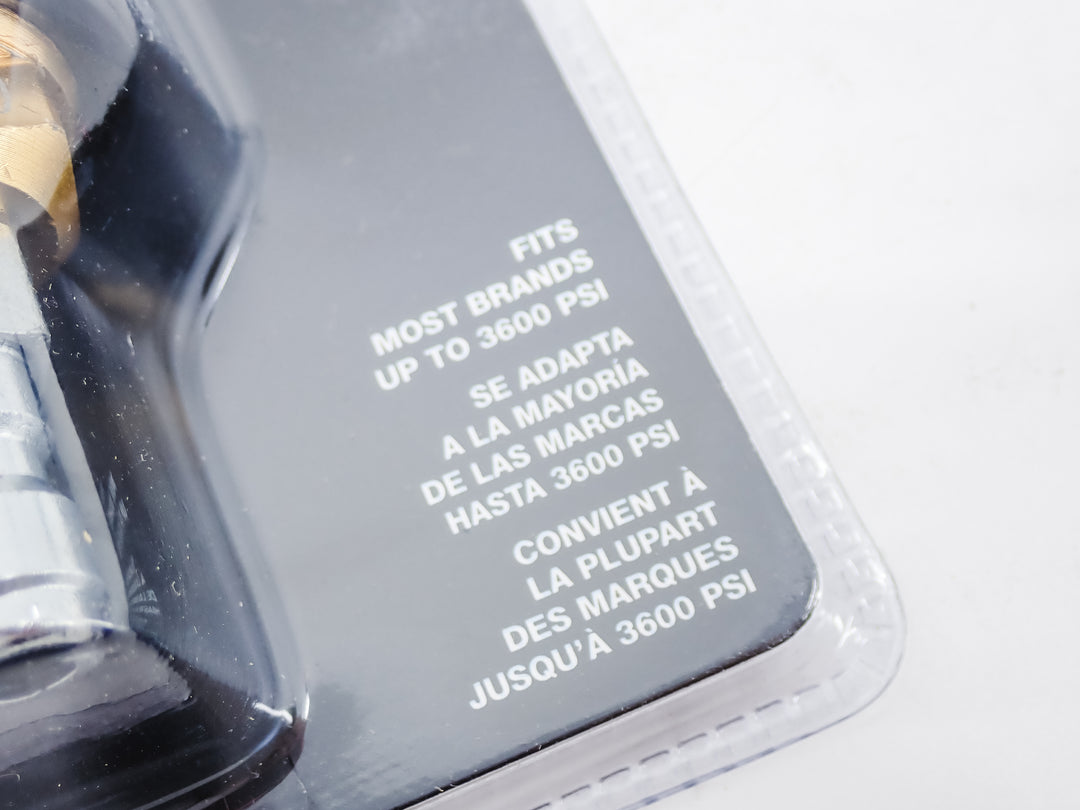 FITS
MOST BRANDS
UP TO 3600 PSI
SE ADAPTA
A LA MAYORÍA
DE LAS MARCAS
HASTA 3600 PSI
CONVIENT À
LA PLUPART
DES MARQUES
JUSQU'À 3600 PSI